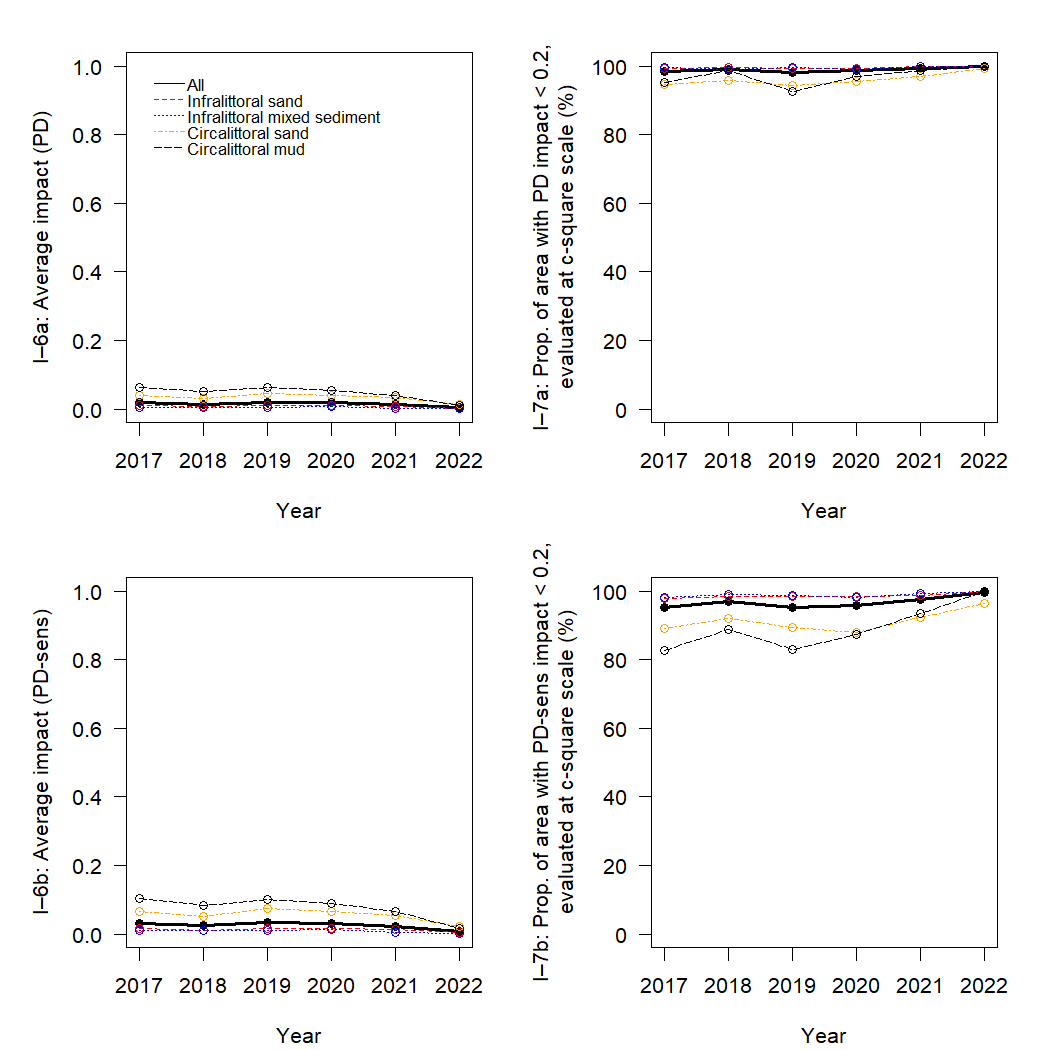 I−6a: Average impact (PD)
1.0
0.8
0.6
0.4
0.2
0.0
All
Infralittoral sand
Infralittoral mixed sediment
Circalittoral sand
Circalittoral mud
2017 2018 2019 2020 2021 2022
Year
I−7a: Prop. of area with PD impact < 0.2,
evaluated at c-square scale (%)
100
80
60
40
20
0
2017 2018 2019 2020 2021 2022
Year
I−6b: Average impact (PD-sens)
1.0
0.8
0.6
0.4
0.2
0.0
2017 2018 2019 2020 2021 2022
Year
I−7b: Prop. of area with PD-sens impact < 0.2,
evaluated at c-square scale (%)
100
80
60
40
20
0
2017 2018 2019 2020 2021 2022
Year